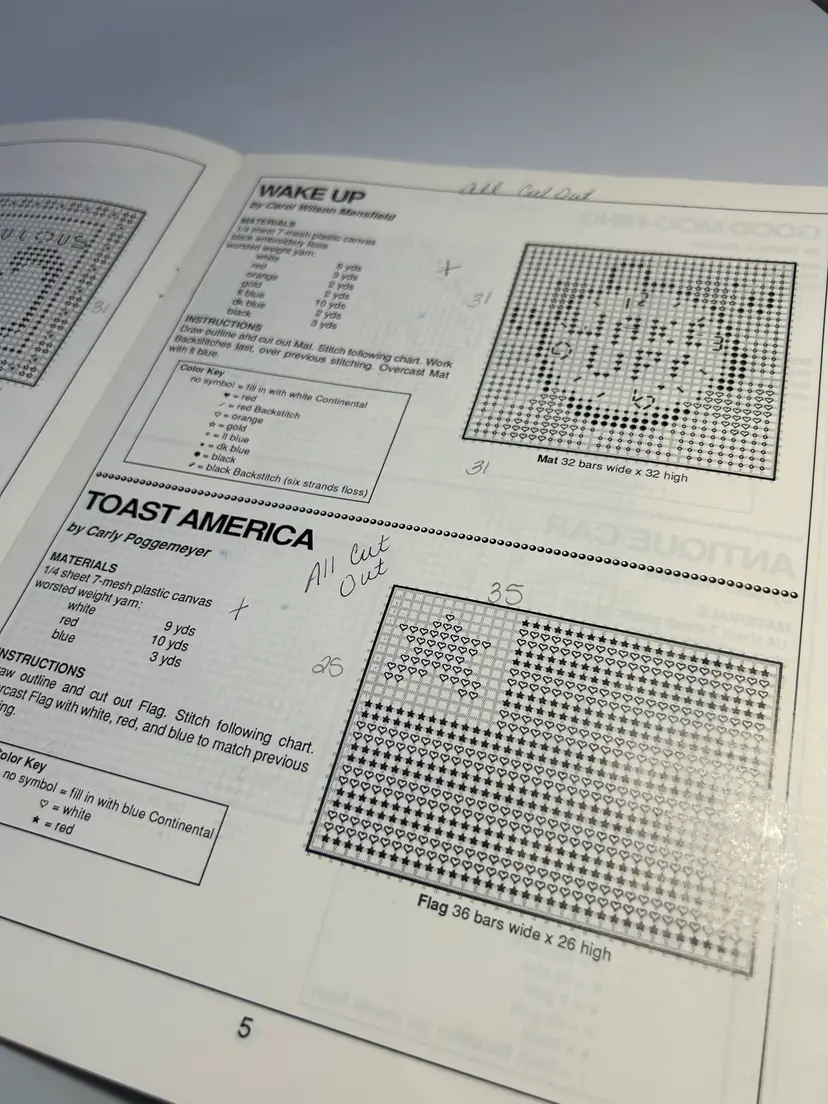 ULOUS
31
WAKE UP
All Cut Out
by Carol Wilson Mansfield
MATERIALS
1/4 sheet 7-mesh plastic canvas
black embroidery floss
worsted weight yarn:
white 6 yds
red 3 yds
orange 2 yds
gold 2 yds
lt blue 10 yds
dk blue 2 yds
black 3 yds
INSTRUCTIONS
Draw outline and cut out Mat. Stitch following chart. Work
Backstitches last, over previous stitching. Overcast Mat
with lt blue.
Color Key
no symbol = fill in with white Continental
♥ = red
⁄ = red Backstitch
♡ = orange
☆ = gold
= lt blue
= dk blue
● = black
= black Backstitch (six strands floss)
+
31
12
3
Mat 32 bars wide x 32 high
31
TOAST AMERICA
by Carly Poggemeyer
All Cut
Out
MATERIALS
1/4 sheet 7-mesh plastic canvas
worsted weight yarn:
white 9 yds
red 10 yds
blue 3 yds
+
INSTRUCTIONS
aw outline and cut out Flag. Stitch following chart.
rcast Flag with white, red, and blue to match previous
ing.
Color Key
no symbol = fill in with blue Continental
♡ = white
★ = red
35
25
Flag 36 bars wide x 26 high
5